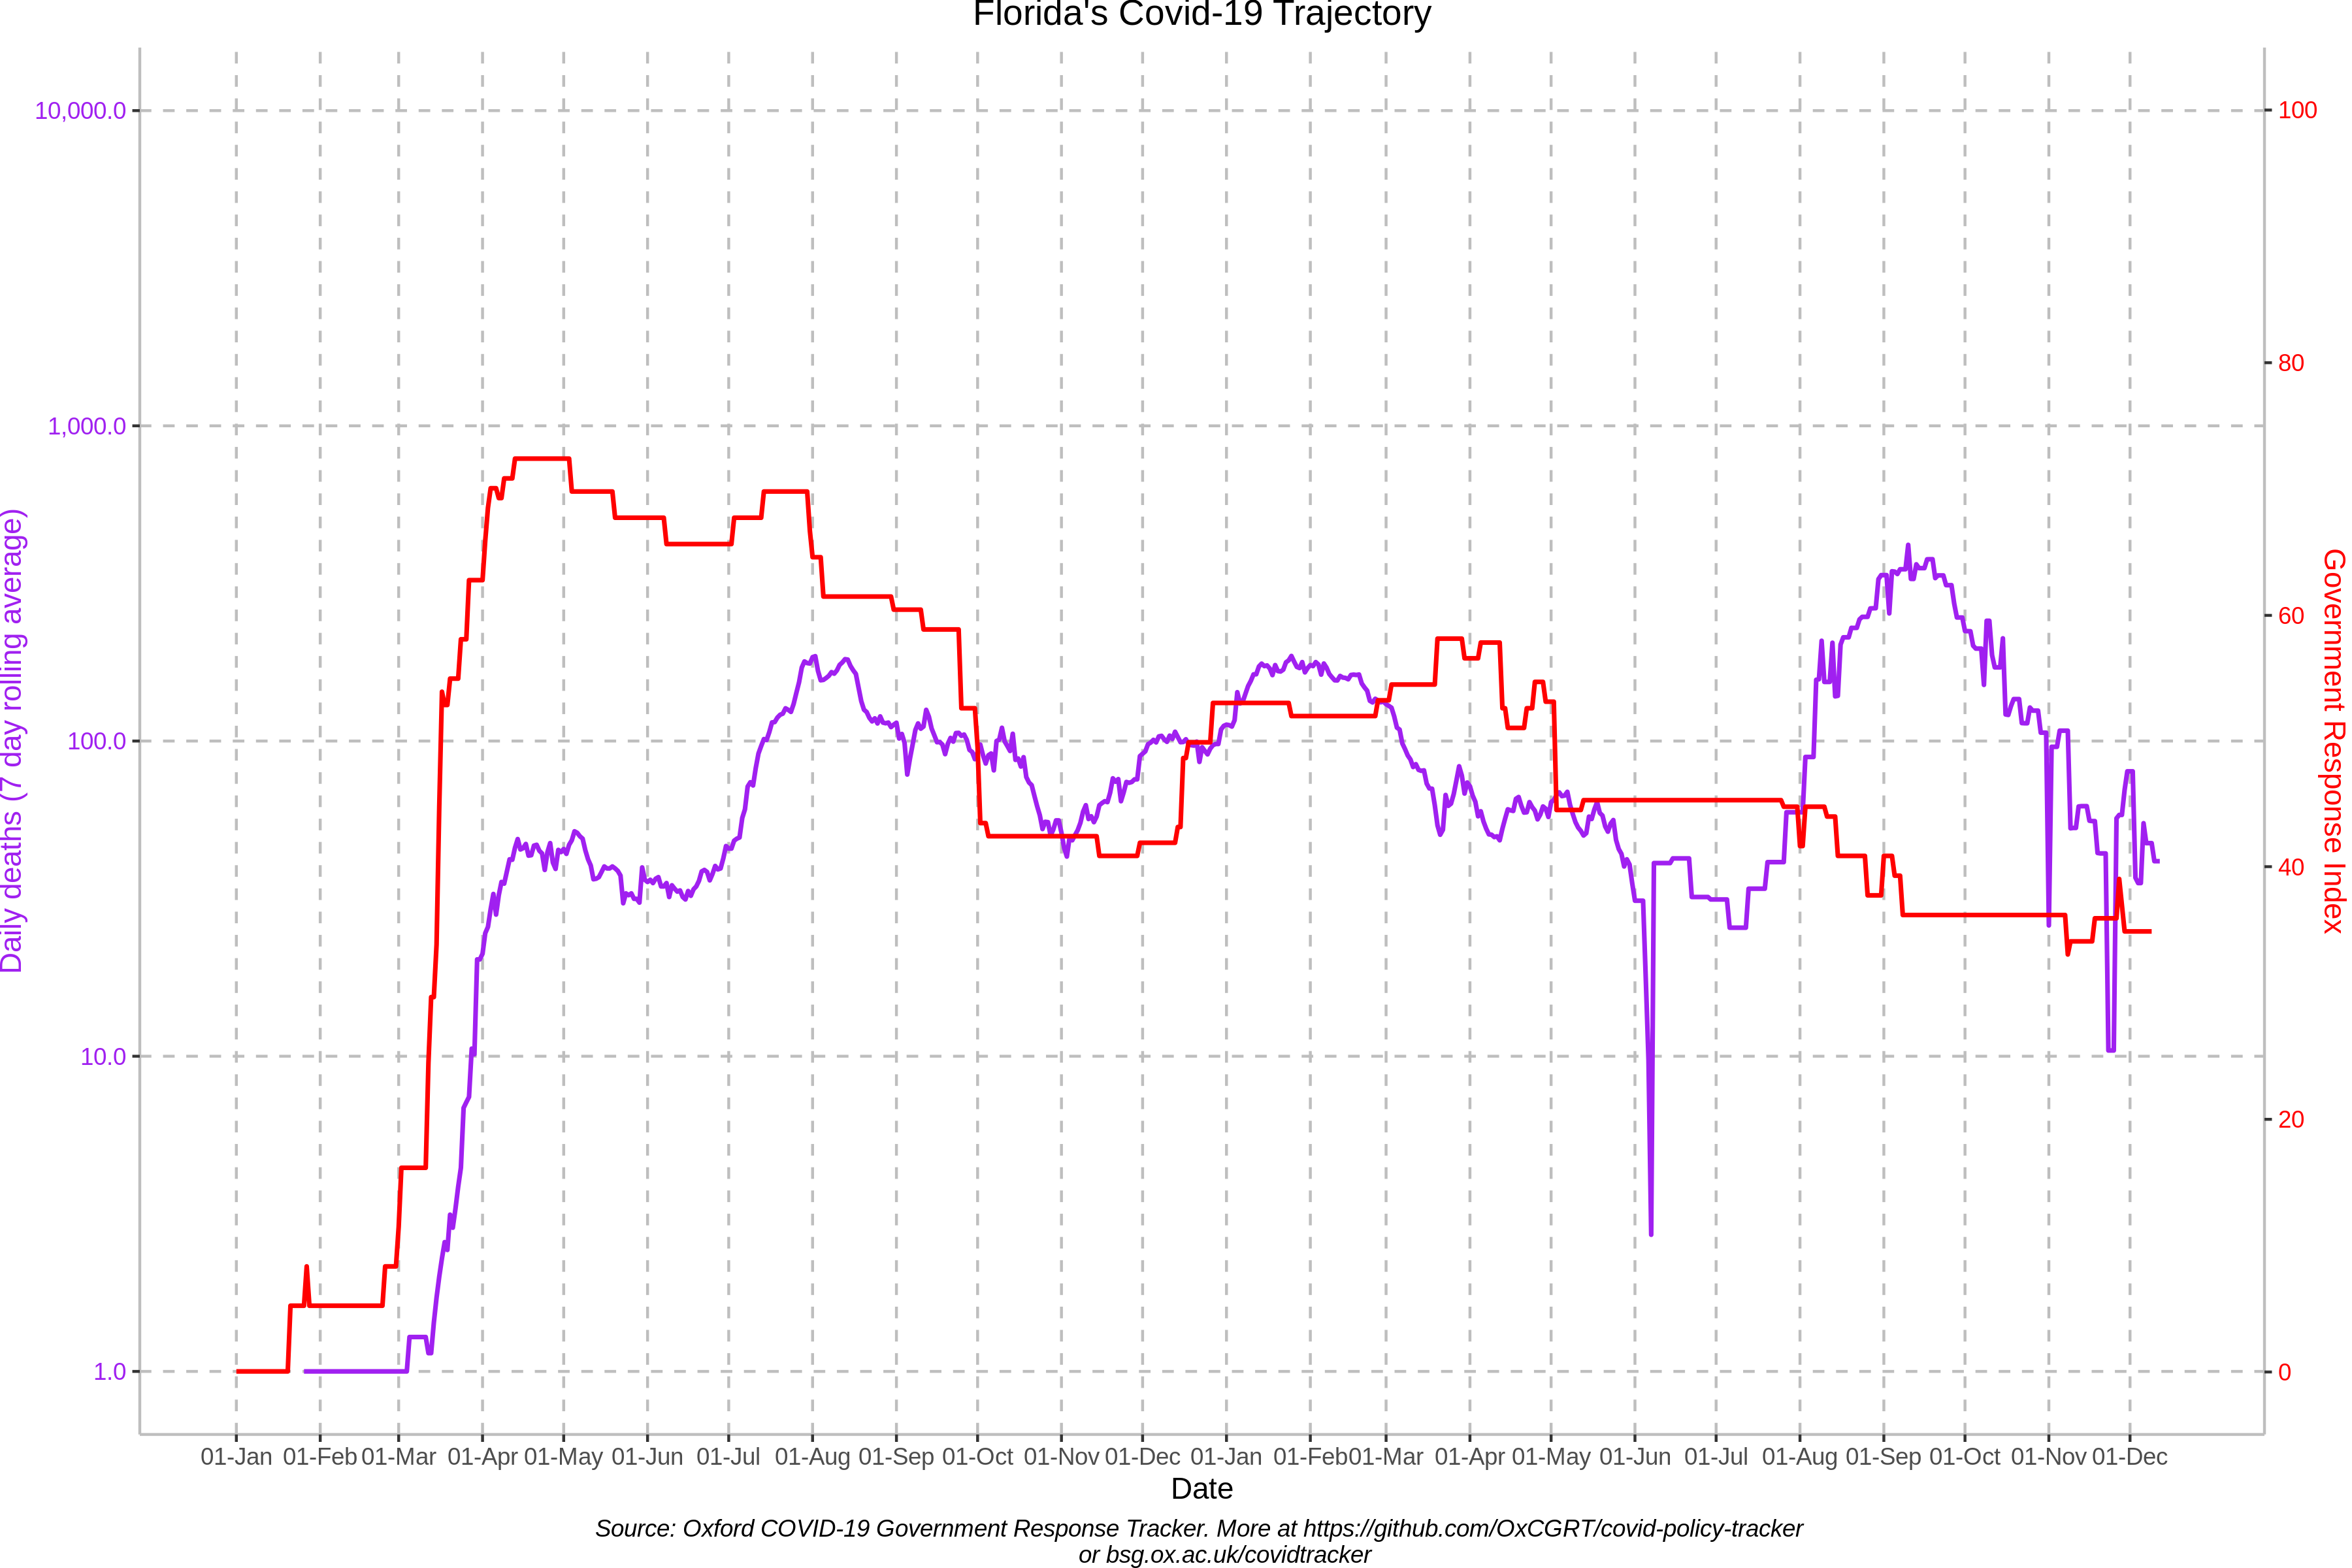 Florida's Covid-19 Trajectory
10,000.0
1,000.0
100.0
10.0
1.0
Daily deaths (7 day rolling average)
100
80
60
40
20
0
Government Response Index
01-Jan 01-Feb 01-Mar 01-Apr 01-May 01-Jun 01-Jul 01-Aug 01-Sep 01-Oct 01-Nov 01-Dec 01-Jan 01-Feb 01-Mar 01-Apr 01-May 01-Jun 01-Jul 01-Aug 01-Sep 01-Oct 01-Nov 01-Dec
Date
Source: Oxford COVID-19 Government Response Tracker. More at https://github.com/OxCGRT/covid-policy-tracker
or bsg.ox.ac.uk/covidtracker